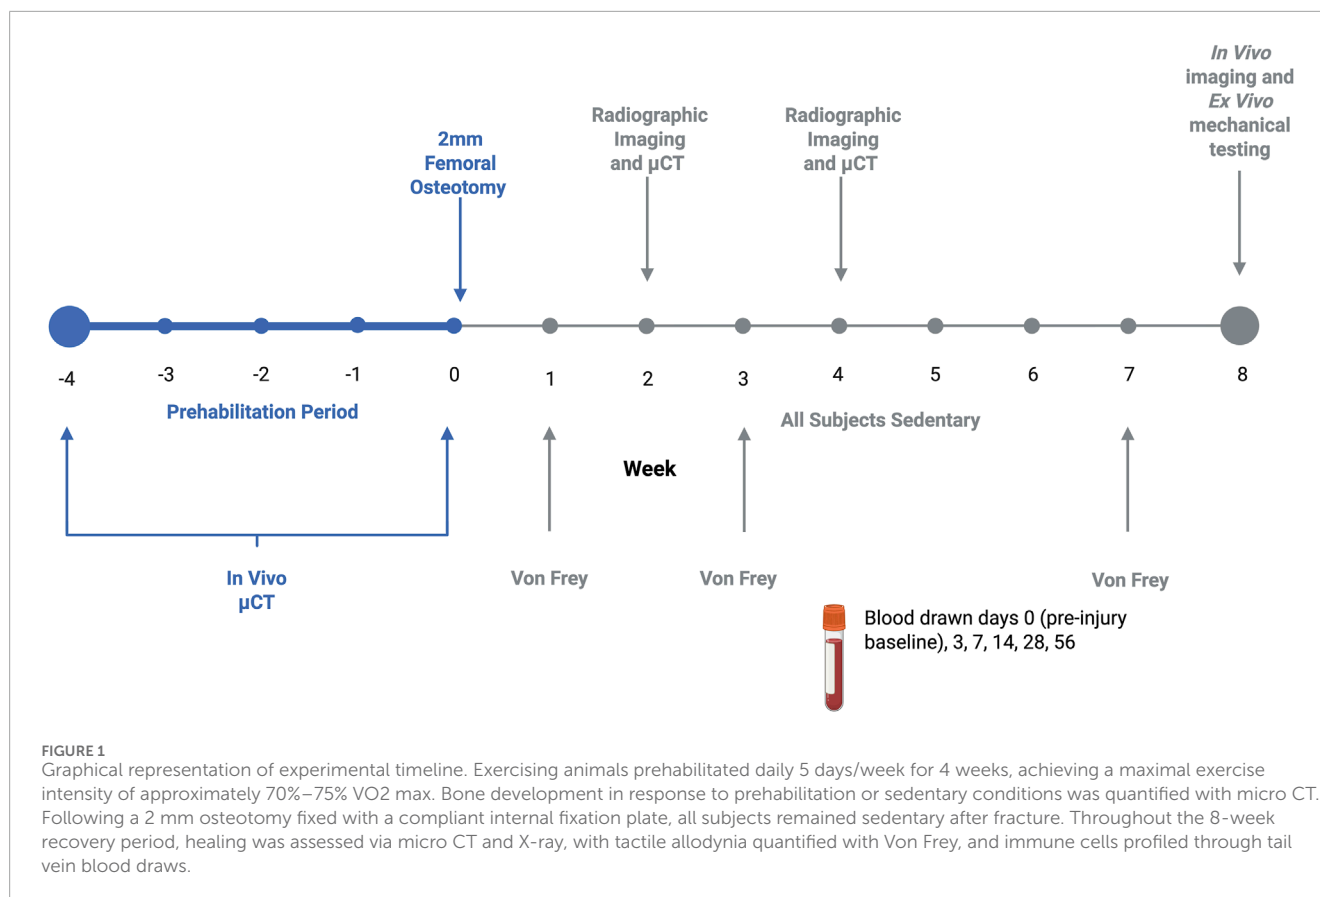 In Vivo
imaging and
Ex Vivo
mechanical
testing
Radiographic
Imaging
and µCT
Radiographic
Imaging
and µCT
2mm
Femoral
Osteotomy
-4
-3
-2
-1
0
1
2
3
4
5
6
7
8
Prehabilitation Period
All Subjects Sedentary
Week
In Vivo
µCT
Von Frey
Von Frey
Von Frey
Blood drawn days 0 (pre-injury
baseline), 3, 7, 14, 28, 56
FIGURE 1
Graphical representation of experimental timeline. Exercising animals prehabilitated daily 5 days/week for 4 weeks, achieving a maximal exercise
intensity of approximately 70%–75% VO2 max. Bone development in response to prehabilitation or sedentary conditions was quantified with micro CT.
Following a 2 mm osteotomy fixed with a compliant internal fixation plate, all subjects remained sedentary after fracture. Throughout the 8-week
recovery period, healing was assessed via micro CT and X-ray, with tactile allodynia quantified with Von Frey, and immune cells profiled through tail
vein blood draws.